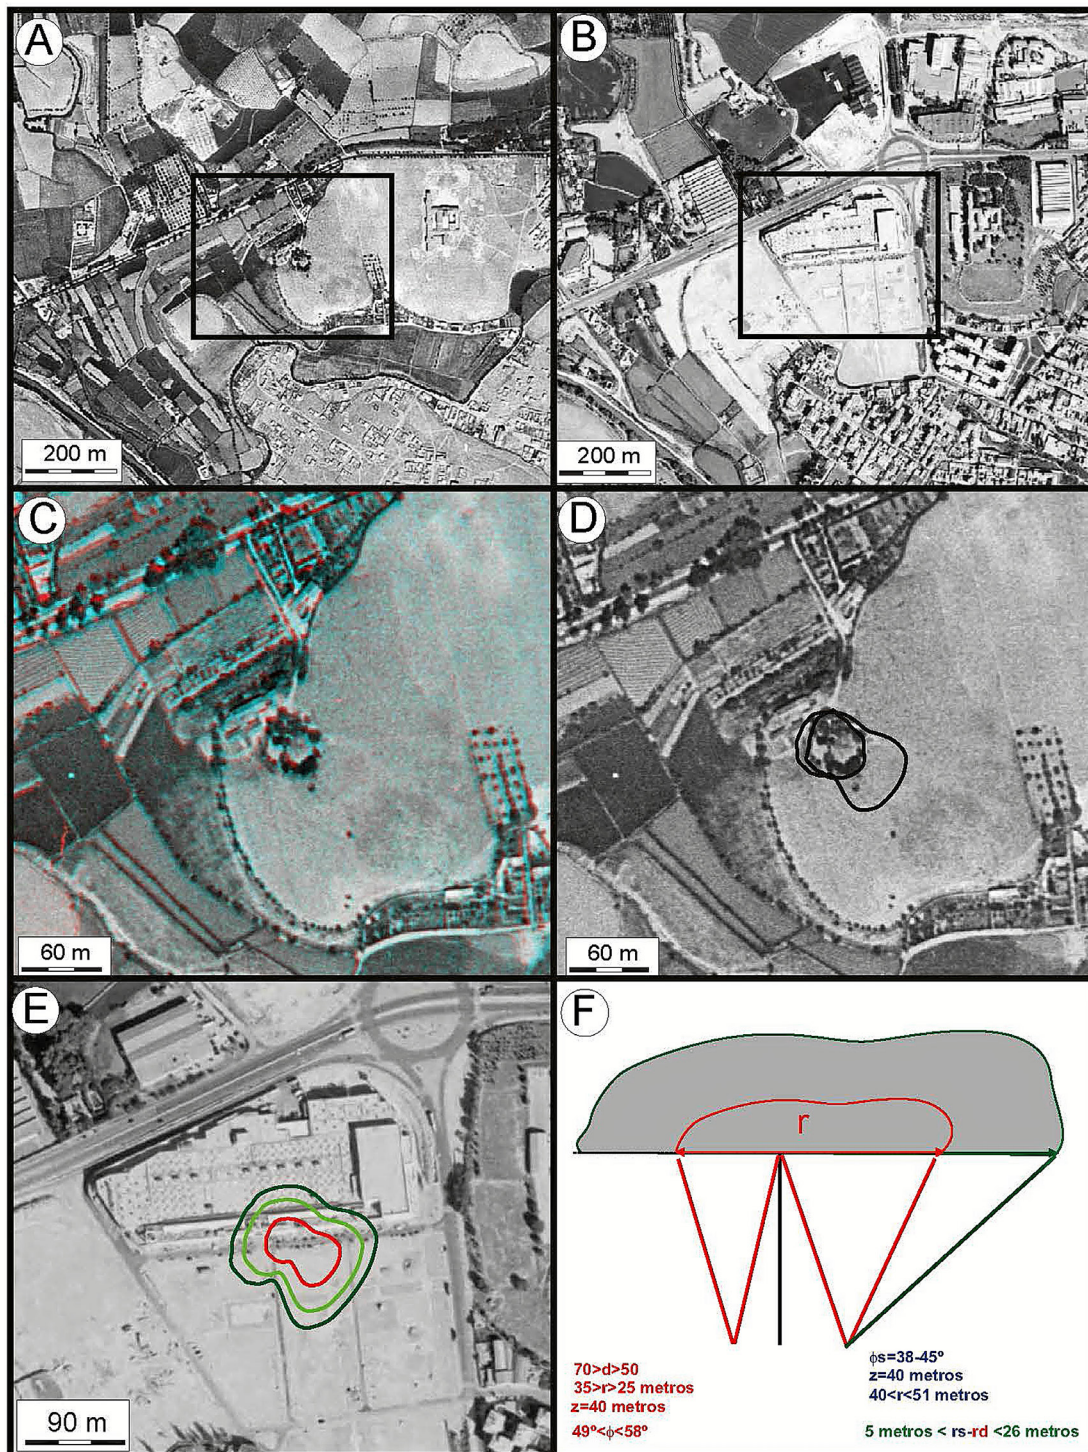 A
B
200 m
200 m
C
D
60 m
60 m
E
F
r
90 m
70>d>50
35>r>25 metros
z=40 metros
49º<ϕ<58º
ϕs=38-45º
z=40 metros
40<r<51 metros
5 metros < rs-rd <26 metros